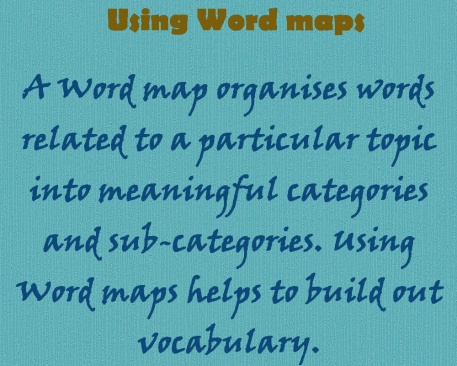 Using Word maps
A Word map organises words
related to a particular topic
into meaningful categories
and sub-categories. Using
Word maps helps to build out
vocabulary.